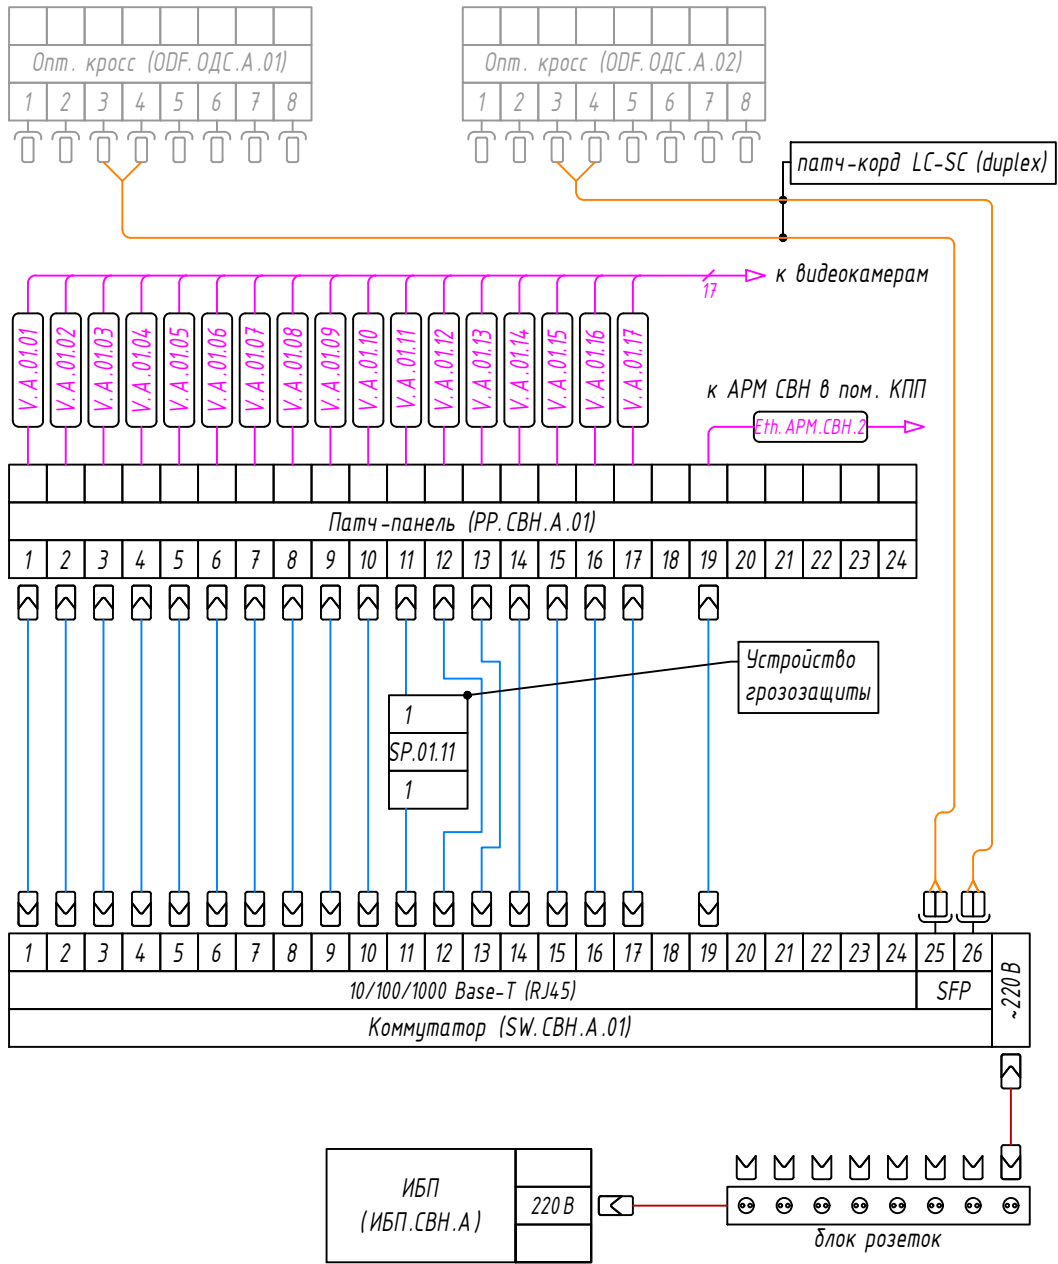 Опт. кросс (ODF.ОДС.А.01)
1 2 3 4 5 6 7 8
Опт. кросс (ODF.ОДС.А.02)
1 2 3 4 5 6 7 8
патч-корд LC-SC (duplex)
к видеокамерам
17
V.A.01.01
V.A.01.02
V.A.01.03
V.A.01.04
V.A.01.05
V.A.01.06
V.A.01.07
V.A.01.08
V.A.01.09
V.A.01.10
V.A.01.11
V.A.01.12
V.A.01.13
V.A.01.14
V.A.01.15
V.A.01.16
V.A.01.17
к АРМ СВН в пом. КПП
Eth.АРМ.СВН.2
Патч-панель (PP.СВН.А.01)
1 2 3 4 5 6 7 8 9 10 11 12 13 14 15 16 17 18 19 20 21 22 23 24
Устройство
грозозащиты
1
SP.01.11
1
1 2 3 4 5 6 7 8 9 10 11 12 13 14 15 16 17 18 19 20 21 22 23 24 25 26
10/100/1000 Base-T (RJ45)
SFP
~220 В
Коммутатор (SW.СВН.А.01)
ИБП
(ИБП.СВН.А)
220 В
блок розеток